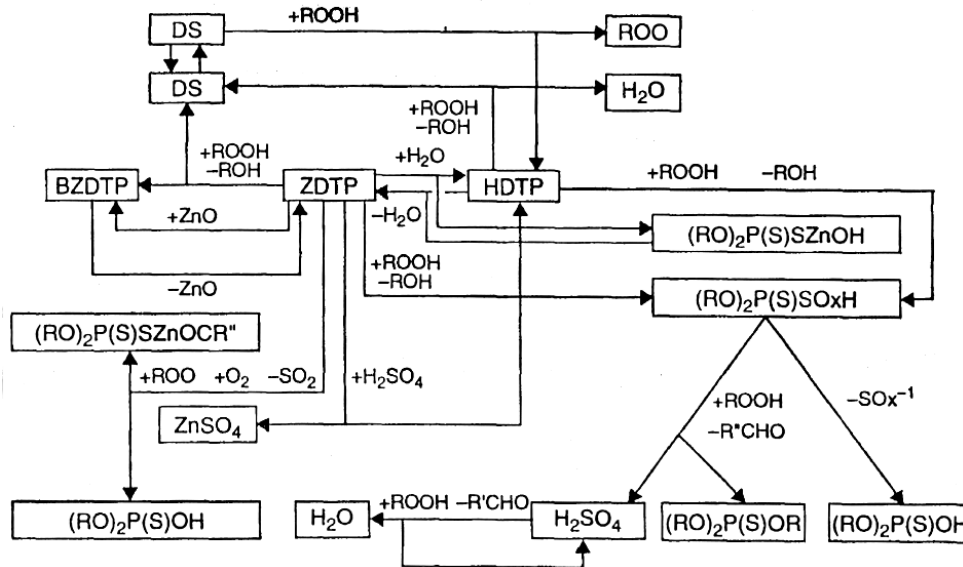 DS
+ROOH
ROO
DS
H₂O
+ROOH
–ROH
+ROOH
–ROH
+H₂O
+ROOH –ROH
BZDTP
ZDTP
HDTP
+ZnO
–H₂O
(RO)₂P(S)SZnOH
–ZnO
+ROOH
–ROH
(RO)₂P(S)SOxH
(RO)₂P(S)SZnOCR"
+ROO +O₂ –SO₂
+H₂SO₄
+ROOH
–R"CHO
–SOx⁻¹
ZnSO₄
+ROOH –R'CHO
(RO)₂P(S)OH
H₂O
H₂SO₄
(RO)₂P(S)OR
(RO)₂P(S)OH